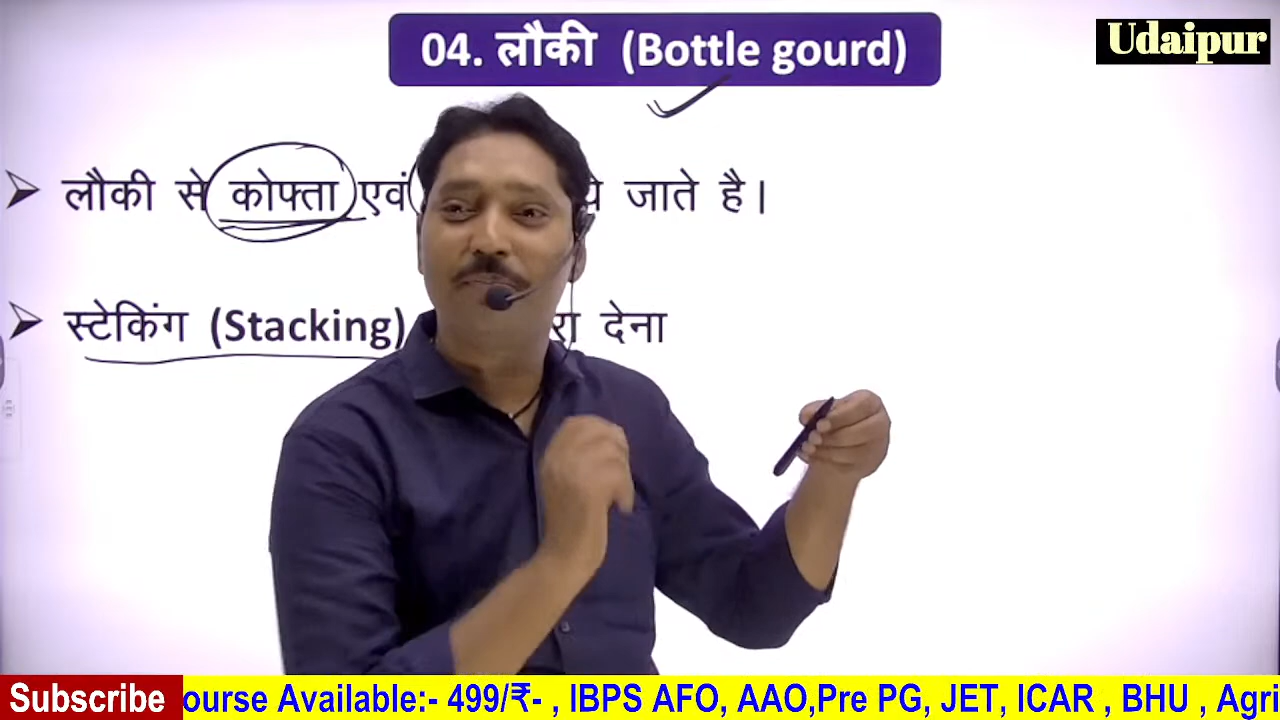 04. लौकी (Bottle gourd)
Udaipur
लौकी से कोफ्ता एवं जाते है।
स्टेकिंग (Stacking) देना
Subscribe ourse Available:- 499/₹- , IBPS AFO, AAO,Pre PG, JET, ICAR , BHU , Agri